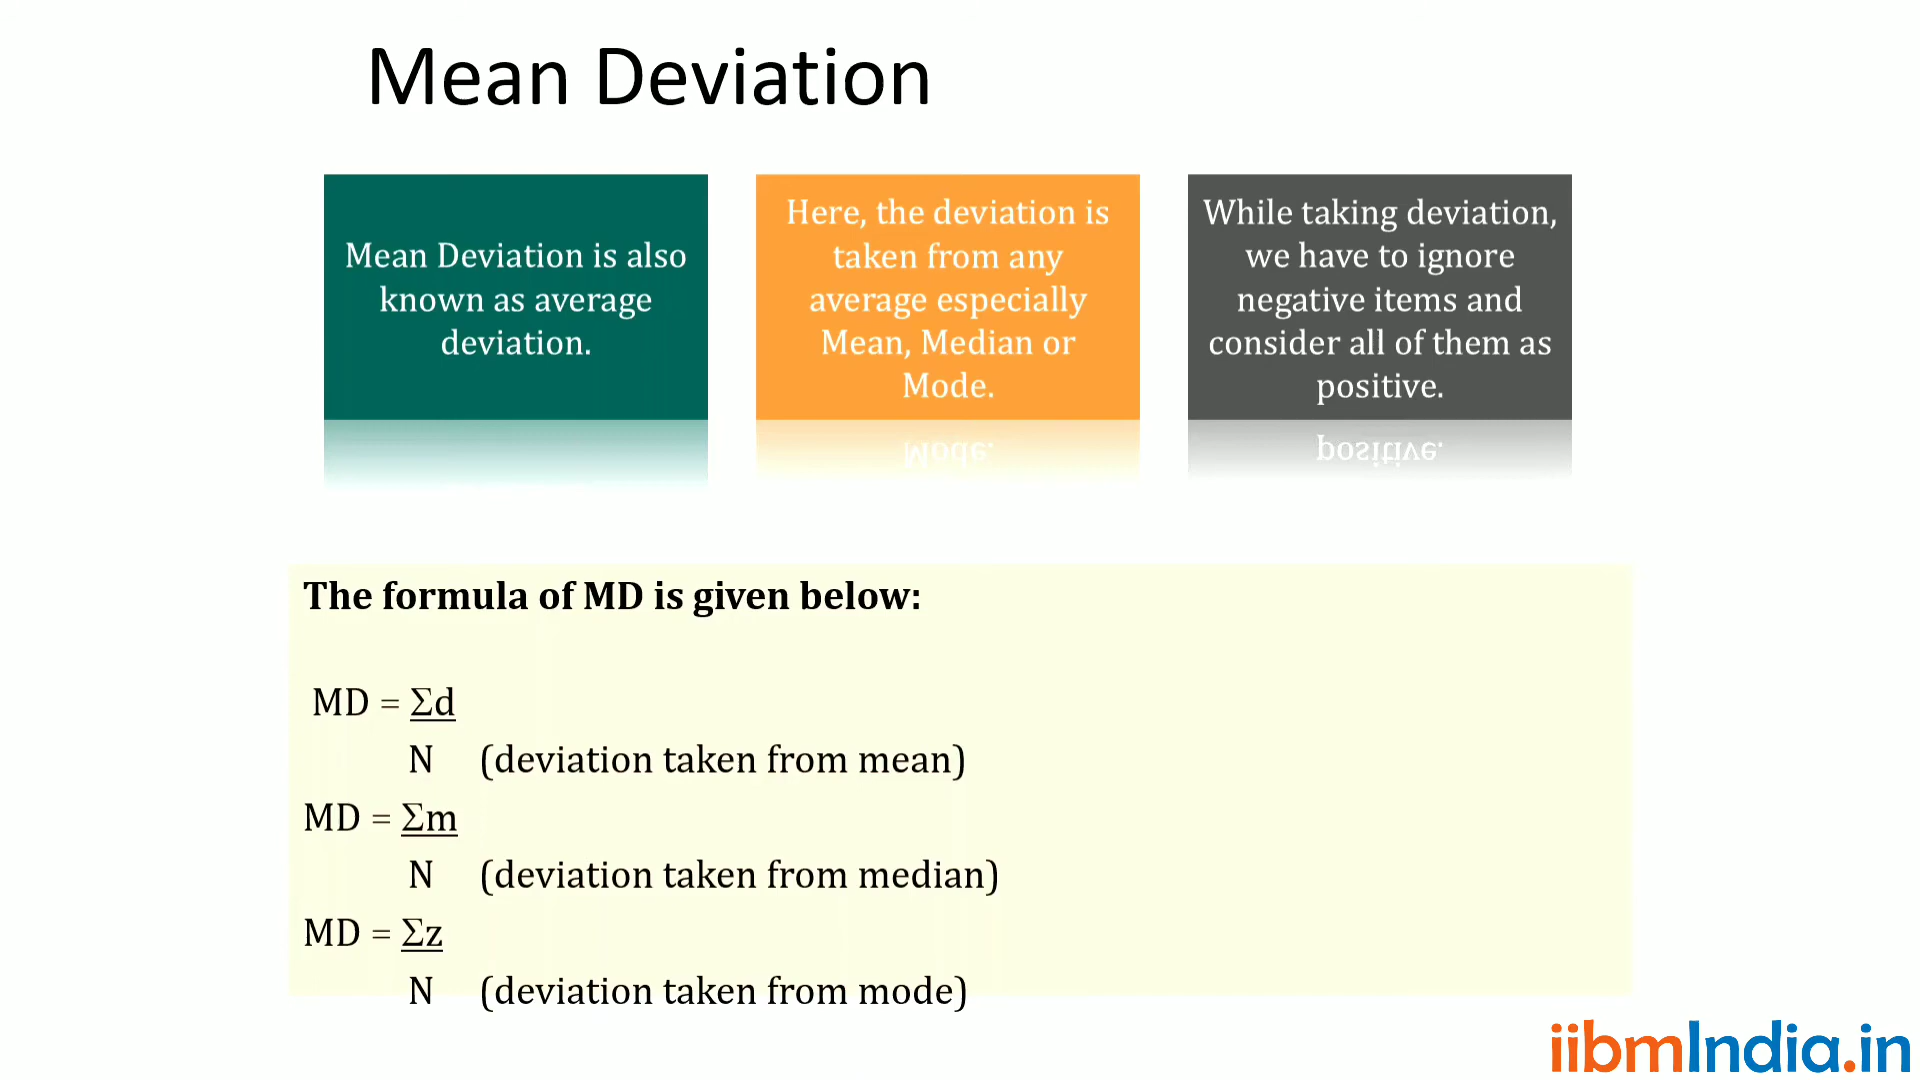 Mean Deviation
Mean Deviation is also
known as average
deviation.
Here, the deviation is
taken from any
average especially
Mean, Median or
Mode.
While taking deviation,
we have to ignore
negative items and
consider all of them as
positive.
The formula of MD is given below:
MD = Σd
N (deviation taken from mean)
MD = Σm
N (deviation taken from median)
MD = Σz
N (deviation taken from mode)
iibmIndia.in